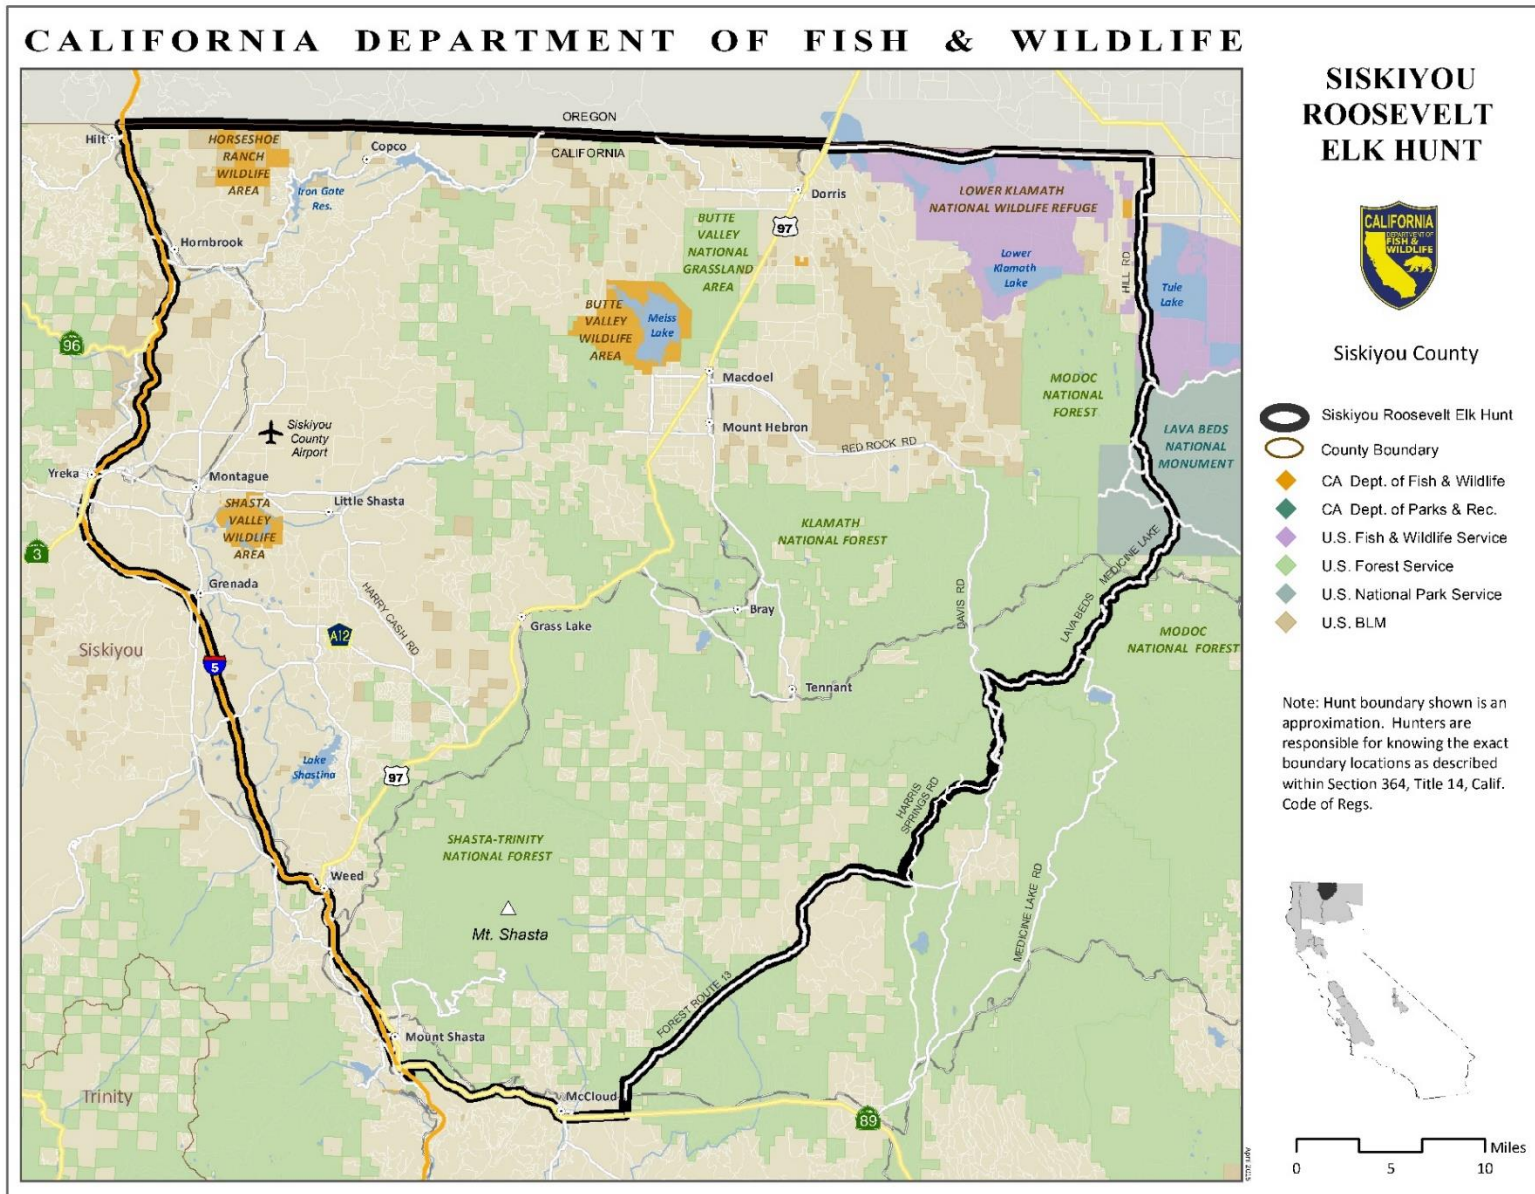 CALIFORNIA DEPARTMENT OF FISH & WILDLIFE
SISKIYOU
ROOSEVELT
ELK HUNT
CALIFORNIA
DEPARTMENT OF
FISH &
WILDLIFE
Siskiyou County
Siskiyou Roosevelt Elk Hunt
County Boundary
CA Dept. of Fish & Wildlife
CA Dept. of Parks & Rec.
U.S. Fish & Wildlife Service
U.S. Forest Service
U.S. National Park Service
U.S. BLM
Note: Hunt boundary shown is an
approximation. Hunters are
responsible for knowing the exact
boundary locations as described
within Section 364, Title 14, Calif.
Code of Regs.
0 5 10 Miles
April 2015
OREGON
CALIFORNIA
Hilt
HORSESHOE
RANCH
WILDLIFE
AREA
Copco
Iron Gate
Res.
Hornbrook
Dorris
97
LOWER KLAMATH
NATIONAL WILDLIFE REFUGE
Lower
Klamath
Lake
HILL RD
Tule
Lake
BUTTE
VALLEY
NATIONAL
GRASSLAND
AREA
BUTTE
VALLEY
WILDLIFE
AREA
Meiss
Lake
96
Macdoel
MODOC
NATIONAL
FOREST
Mount Hebron
RED ROCK RD
LAVA BEDS
NATIONAL
MONUMENT
Siskiyou
County
Airport
Yreka
Montague
Little Shasta
SHASTA
VALLEY
WILDLIFE
AREA
3
KLAMATH
NATIONAL FOREST
Grenada
HARRY CASH RD
A12
Grass Lake
Bray
DAVIS RD
LAVA BEDS
MEDICINE LAKE
MODOC
NATIONAL FOREST
Siskiyou
5
Tennant
Lake
Shastina
97
HARRIS
SPRINGS RD
SHASTA-TRINITY
NATIONAL FOREST
Weed
Mt. Shasta
MEDICINE LAKE RD
FOREST ROUTE 13
Mount Shasta
McCloud
Trinity
89